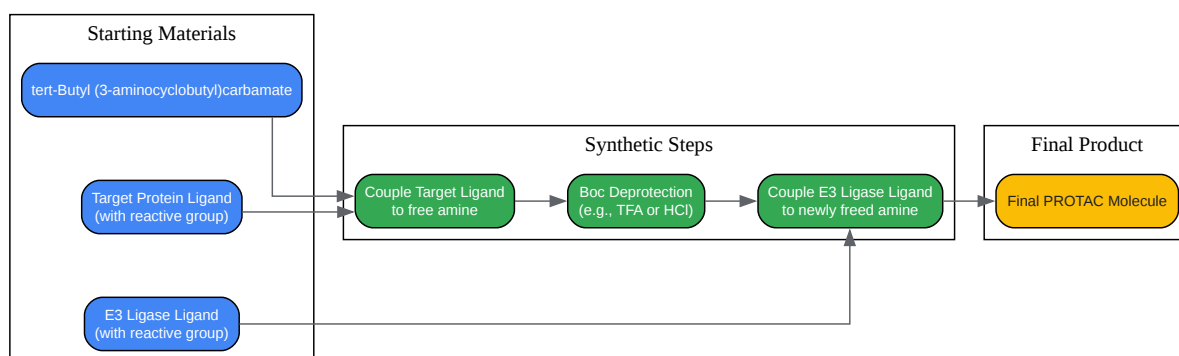 Starting Materials
tert-Butyl (3-aminocyclobutyl)carbamate
Target Protein Ligand
(with reactive group)
E3 Ligase Ligand
(with reactive group)
Synthetic Steps
Couple Target Ligand
to free amine
Boc Deprotection
(e.g., TFA or HCl)
Couple E3 Ligase Ligand
to newly freed amine
Final Product
Final PROTAC Molecule